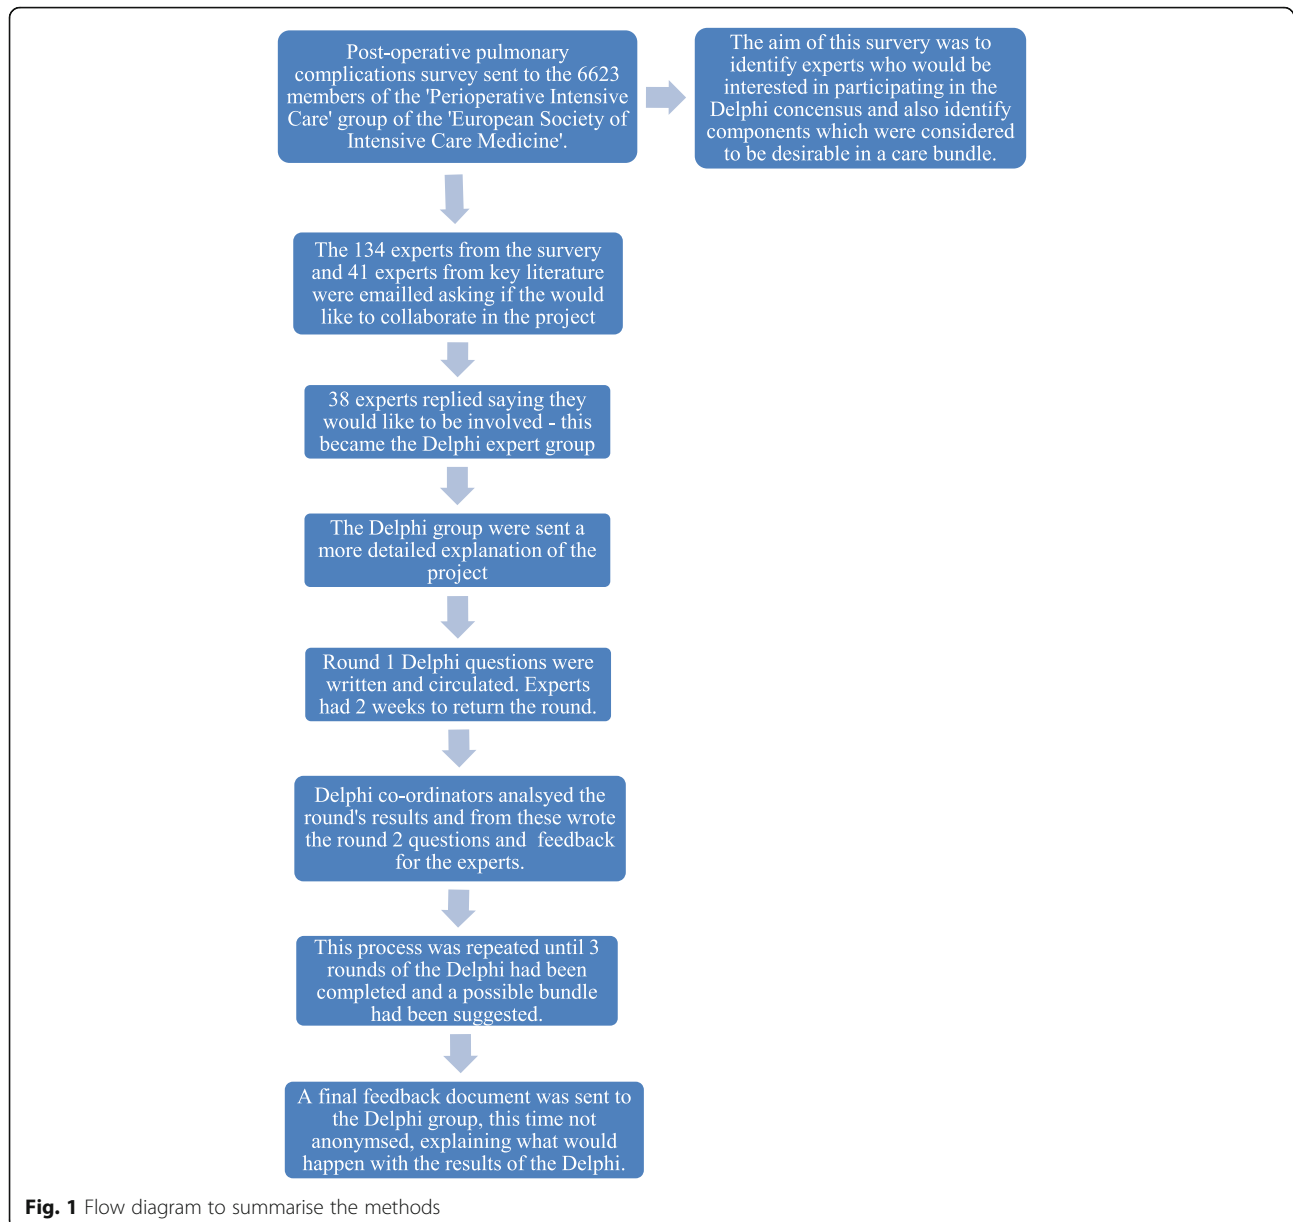 Post-operative pulmonary
complications survey sent to the 6623
members of the 'Perioperative Intensive
Care' group of the 'European Society of
Intensive Care Medicine'.
The aim of this survery was to
identify experts who would be
interested in participating in
the Delphi concensus and also identify
components which were considered
to be desirable in a care bundle.
The 134 experts from the survery
and 41 experts from key literature
were emailled asking if the would
like to collaborate in the project
38 experts replied saying they
would like to be involved - this
became the Delphi expert group
The Delphi group were sent a
more detailed explanation of the
project
Round 1 Delphi questions were
written and circulated. Experts
had 2 weeks to return the round.
Delphi co-ordinators analsyed the
round's results and from these wrote
the round 2 questions and feedback
for the experts.
This process was repeated until 3
rounds of the Delphi had been
completed and a possible bundle
had been suggested.
A final feedback document was sent to
the Delphi group, this time not
anonymsed, explaining what would
happen with the results of the Delphi.
Fig. 1 Flow diagram to summarise the methods